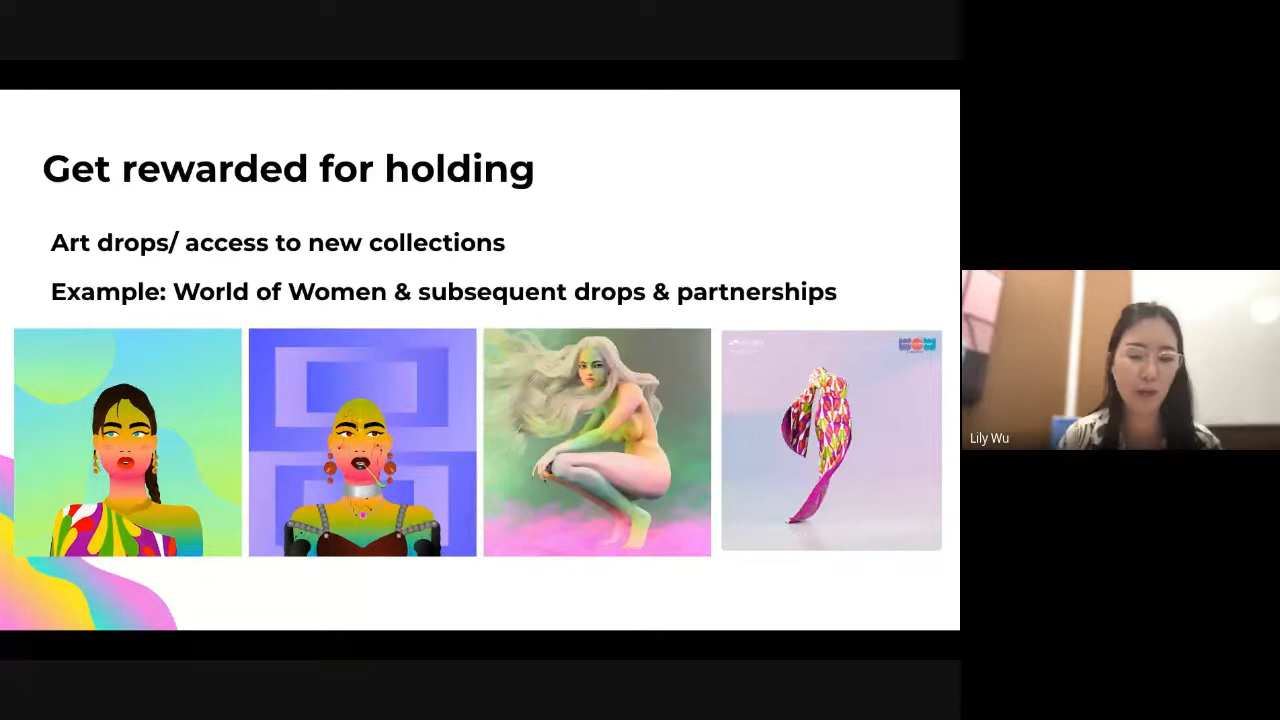 Get rewarded for holding
Art drops/ access to new collections
Example: World of Women & subsequent drops & partnerships
Lily Wu